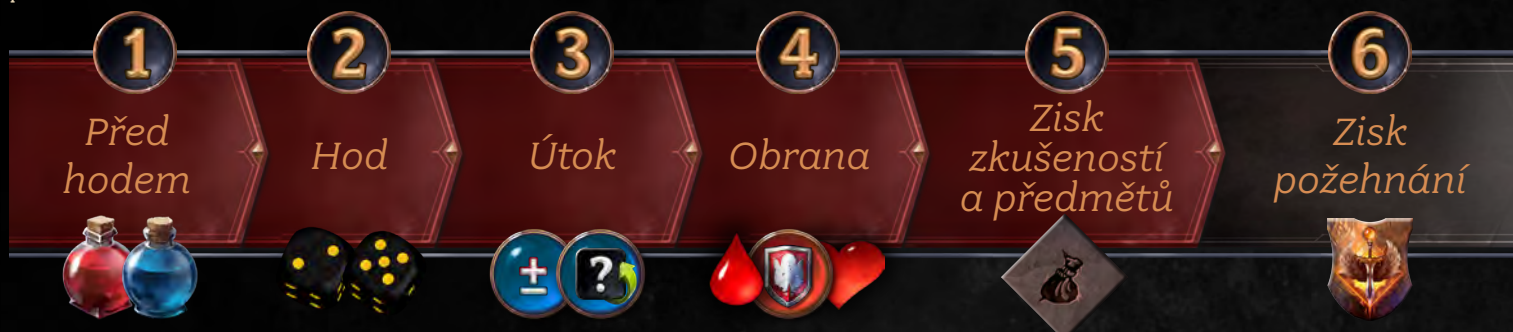 1
Před
hodem
2
Hod
3
Útok
±
?
4
Obrana
5
Zisk
zkušeností
a předmětů
6
Zisk
požehnání